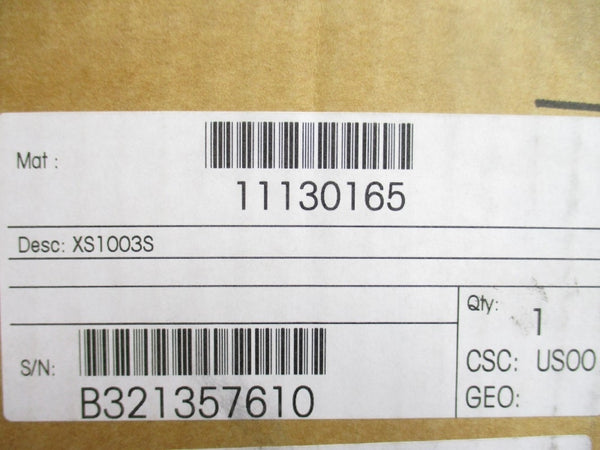 Mat :
11130165
Desc: XS1003S
Qty:
1
S/N:
B321357610
CSC: US00
GEO: